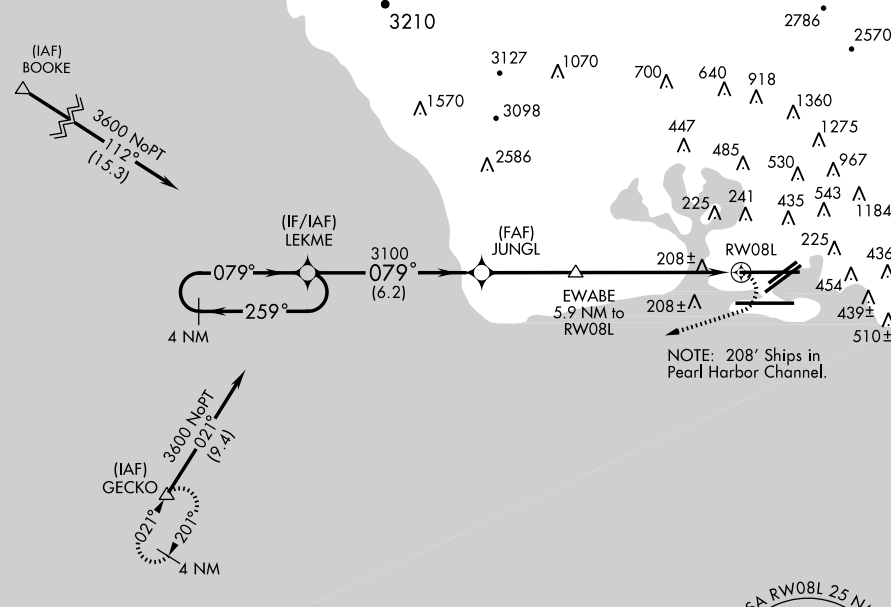 3210
2786
2570
(IAF)
BOOKE
3127
1070
700
640
918
1570
3098
1360
1275
3600 NoPT
112°
(15.3)
447
485
2586
530
967
(IF/IAF)
LEKME
(FAF)
JUNGL
225
241
435
543
1184
RW08L
225
436
079°
3100
079°
(6.2)
208±
454
259°
EWABE
5.9 NM to
RW08L
208±
439±
510±
4 NM
NOTE: 208' Ships in
Pearl Harbor Channel.
3600 NoPT
021°
(9.4)
(IAF)
GECKO
021°
201°
4 NM
RW08L 25